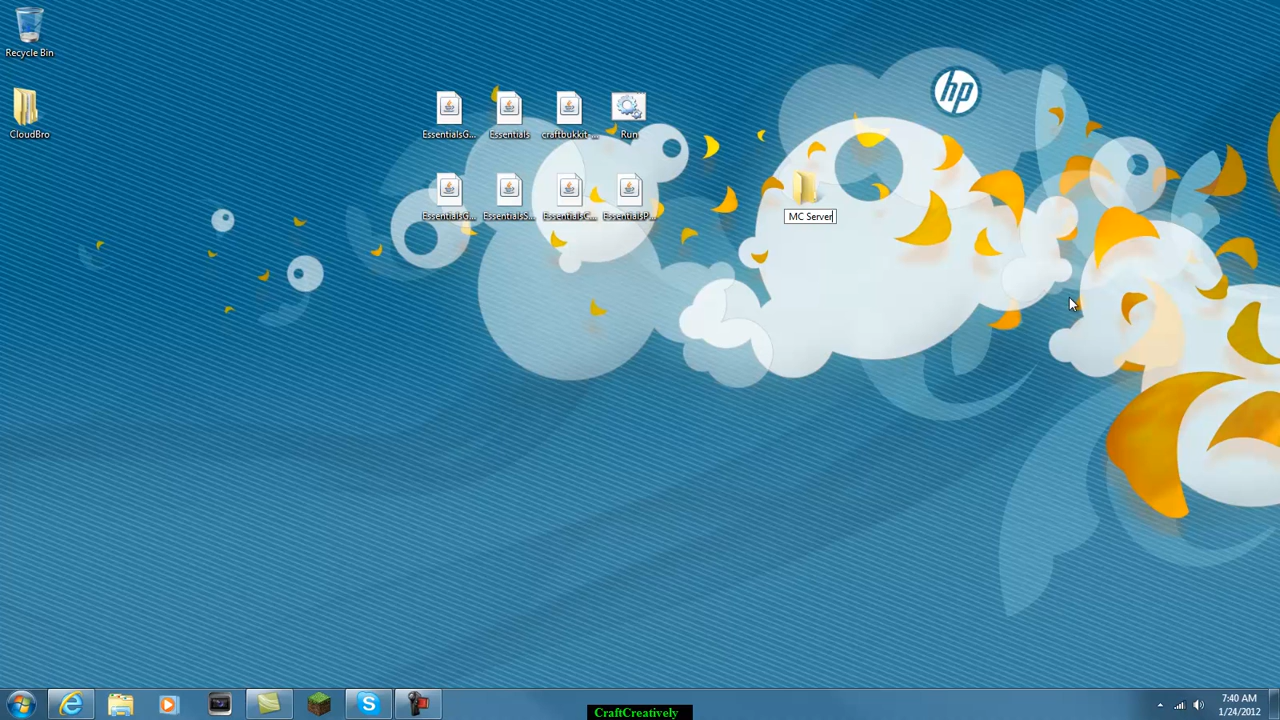 Recycle Bin
CloudBro
EssentialsG...
Essentials
craftbukkit-...
Run
EssentialsG...
EssentialsS...
EssentialsC...
EssentialsP...
MC Server
hp
7:40 AM
1/24/2012
CraftCreatively